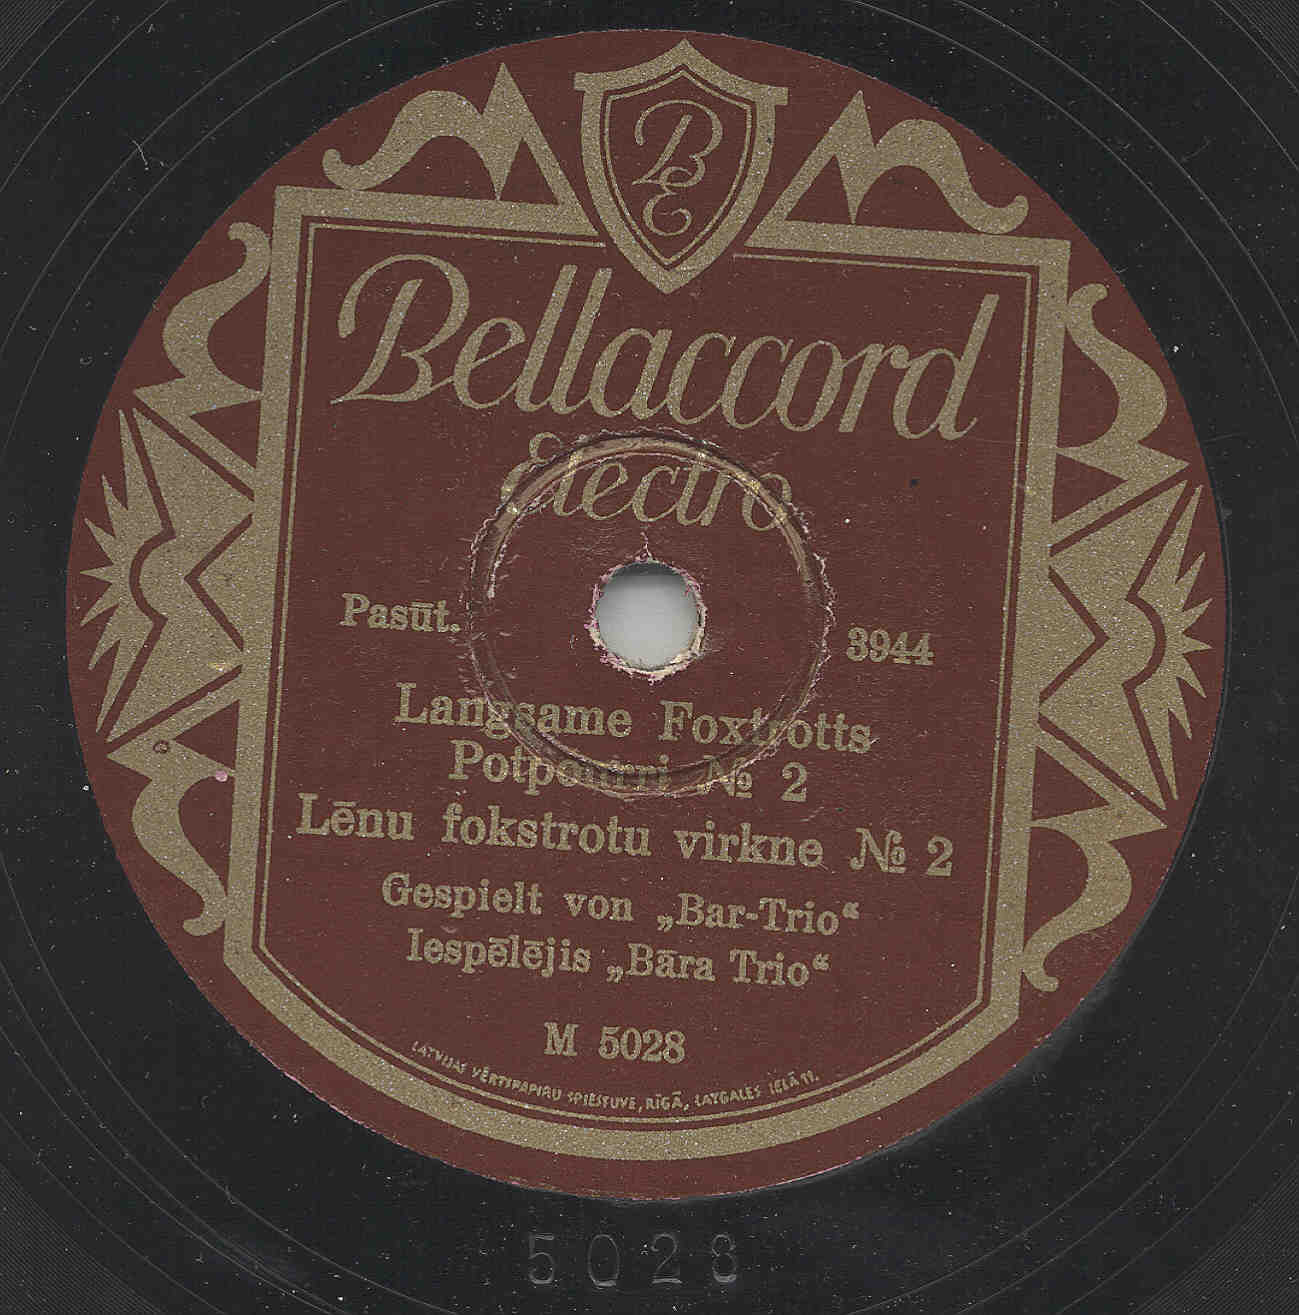 BE
Bellaccord
Electro
Pasūt. 3944
Langsame Foxtrotts
Potpourri № 2
Lēnu fokstrotu virkne № 2
Gespielt von „Bar-Trio“
Iespēlējis „Bāra Trio“
M 5028
LATVIJAS VĒRTSPAPIRU SPIESTUVE, RĪGĀ, LATGALES IELĀ 11.
5028